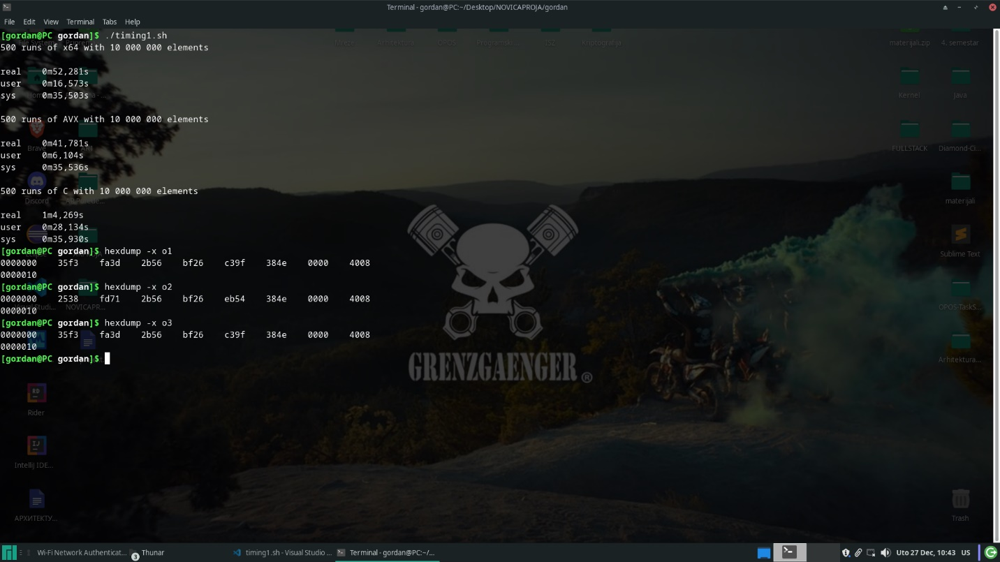 Terminal - gordan@PC:~/Desktop/NOVICAPROJA/gordan
File Edit View Terminal Tabs Help
[gordan@PC gordan]$ ./timing1.sh
500 runs of x64 with 10 000 000 elements
real 0m52,281s
user 0m16,573s
sys 0m35,503s
500 runs of AVX with 10 000 000 elements
real 0m41,781s
user 0m6,104s
sys 0m35,536s
500 runs of C with 10 000 000 elements
real 1m4,269s
user 0m28,134s
sys 0m35,930s
[gordan@PC gordan]$ hexdump -x o1
0000000 35f3 fa3d 2b56 bf26 c39f 384e 0000 4008
0000010
[gordan@PC gordan]$ hexdump -x o2
0000000 2538 fd71 2b56 bf26 eb54 384e 0000 4008
0000010
[gordan@PC gordan]$ hexdump -x o3
0000000 35f3 fa3d 2b56 bf26 c39f 384e 0000 4008
0000010
[gordan@PC gordan]$
File System
Mreže
Arhitektura
OPOS
Programski ...
ISZ
Kriptografija
materijali.zip
4. semestar
Kernel
Java
Brave
ART
FULLSTACK
Diamond-Ci...
Discord
materijali
Sublime Text
Visual Studi...
NOVICAPR...
OPOS-TaskS...
GRENZGAENGER ®
Arhitektura...
RD
Rider
IJ
IntelliJ IDE...
АРХИТЕКТУ...
Trash
Wi-Fi Network Authenticat...
3
Thunar
timing1.sh - Visual Studio ...
Terminal - gordan@PC:~/...
Uto 27 Dec, 10:43
US